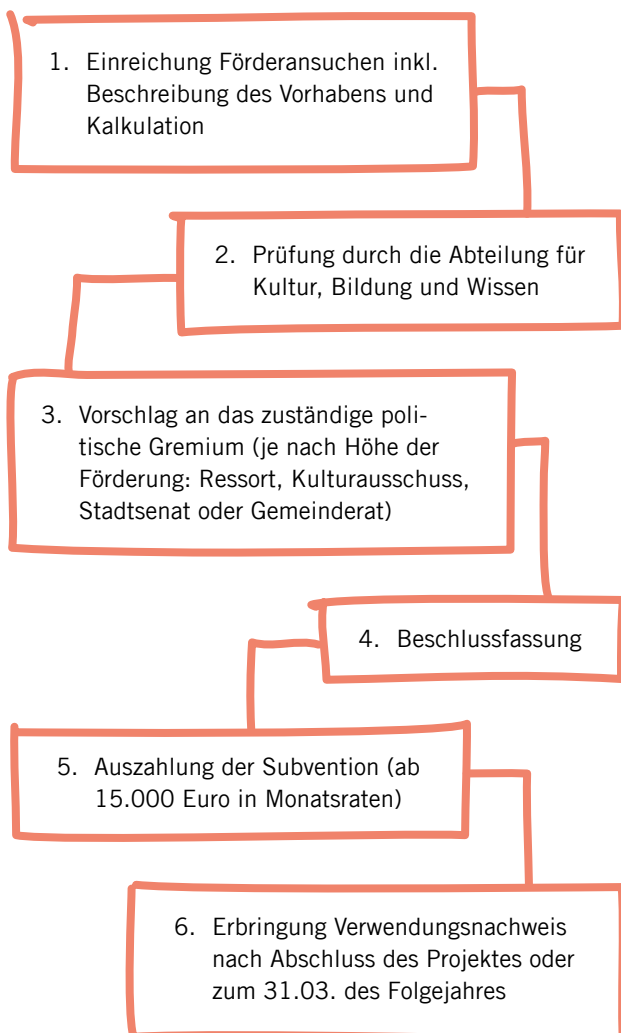 1. Einreichung Förderansuchen inkl.
Beschreibung des Vorhabens und
Kalkulation
2. Prüfung durch die Abteilung für
Kultur, Bildung und Wissen
3. Vorschlag an das zuständige poli-
tische Gremium (je nach Höhe der
Förderung: Ressort, Kulturausschuss,
Stadtsenat oder Gemeinderat)
4. Beschlussfassung
5. Auszahlung der Subvention (ab
15.000 Euro in Monatsraten)
6. Erbringung Verwendungsnachweis
nach Abschluss des Projektes oder
zum 31.03. des Folgejahres